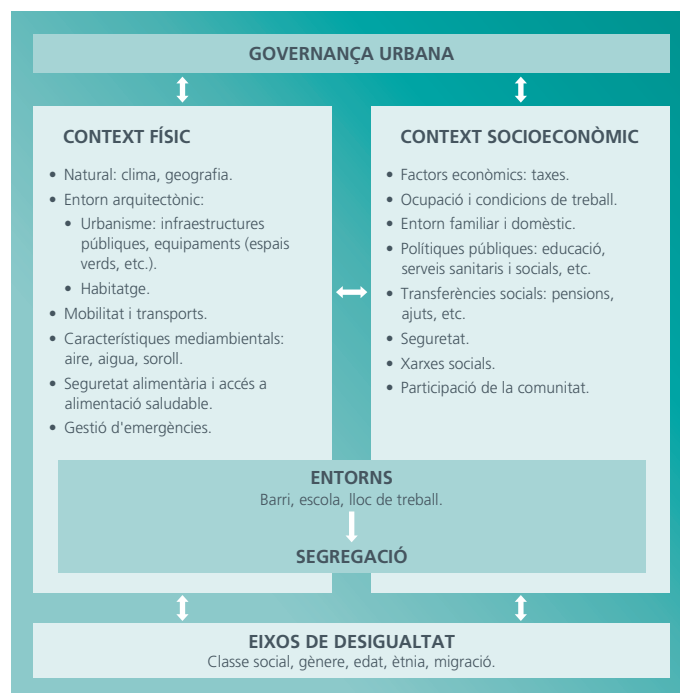 GOVERNANÇA URBANA
CONTEXT FÍSIC
• Natural: clima, geografia.
• Entorn arquitectònic:
• Urbanisme: infraestructures
públiques, equipaments (espais
verds, etc.).
• Habitatge.
• Mobilitat i transports.
• Característiques mediambientals:
aire, aigua, soroll.
• Seguretat alimentària i accés a
alimentació saludable.
• Gestió d'emergències.
CONTEXT SOCIOECONÒMIC
• Factors econòmics: taxes.
• Ocupació i condicions de treball.
• Entorn familiar i domèstic.
• Polítiques públiques: educació,
serveis sanitaris i socials, etc.
• Transferències socials: pensions,
ajuts, etc.
• Seguretat.
• Xarxes socials.
• Participació de la comunitat.
ENTORNS
Barri, escola, lloc de treball.
SEGREGACIÓ
EIXOS DE DESIGUALTAT
Classe social, gènere, edat, ètnia, migració.